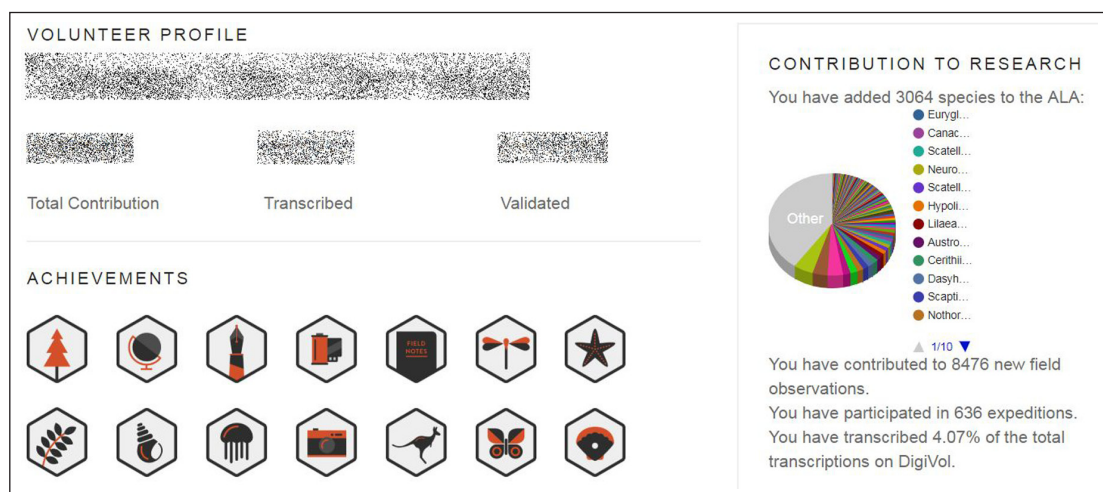 VOLUNTEER PROFILE
Total Contribution
Transcribed
Validated
ACHIEVEMENTS
FIELD
NOTES
CONTRIBUTION TO RESEARCH
You have added 3064 species to the ALA:
Eurygl...
Canac...
Scatell...
Neuro...
Scatell...
Hypoli...
Lilaea...
Austro...
Cerithii...
Dasyh...
Scapti...
Nothor...
Other
1/10
You have contributed to 8476 new field
observations.
You have participated in 636 expeditions.
You have transcribed 4.07% of the total
transcriptions on DigiVol.